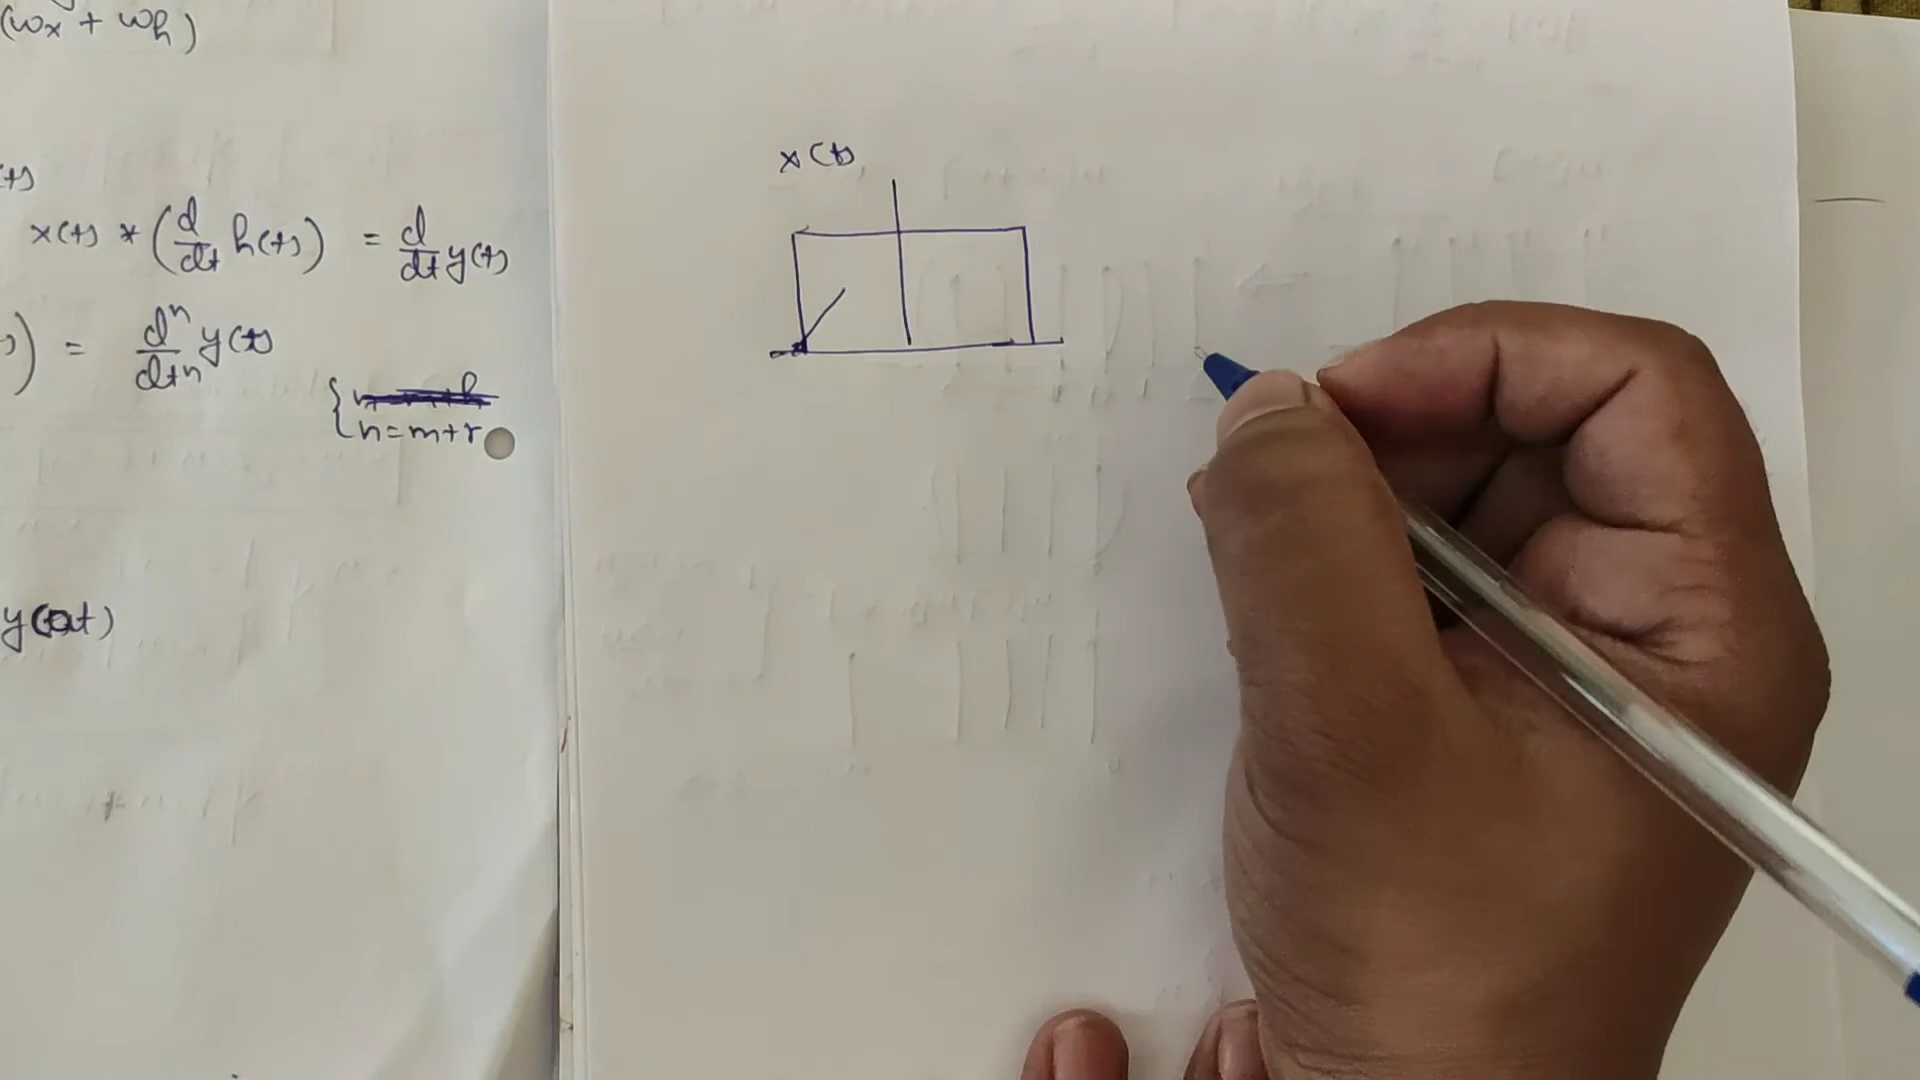 (ωx + ωh)
x(t) * (d/dt h(t)) = d/dt y(t)
) = dⁿ/dtⁿ y(t)
{ n=m+r
y(at)
x(t)